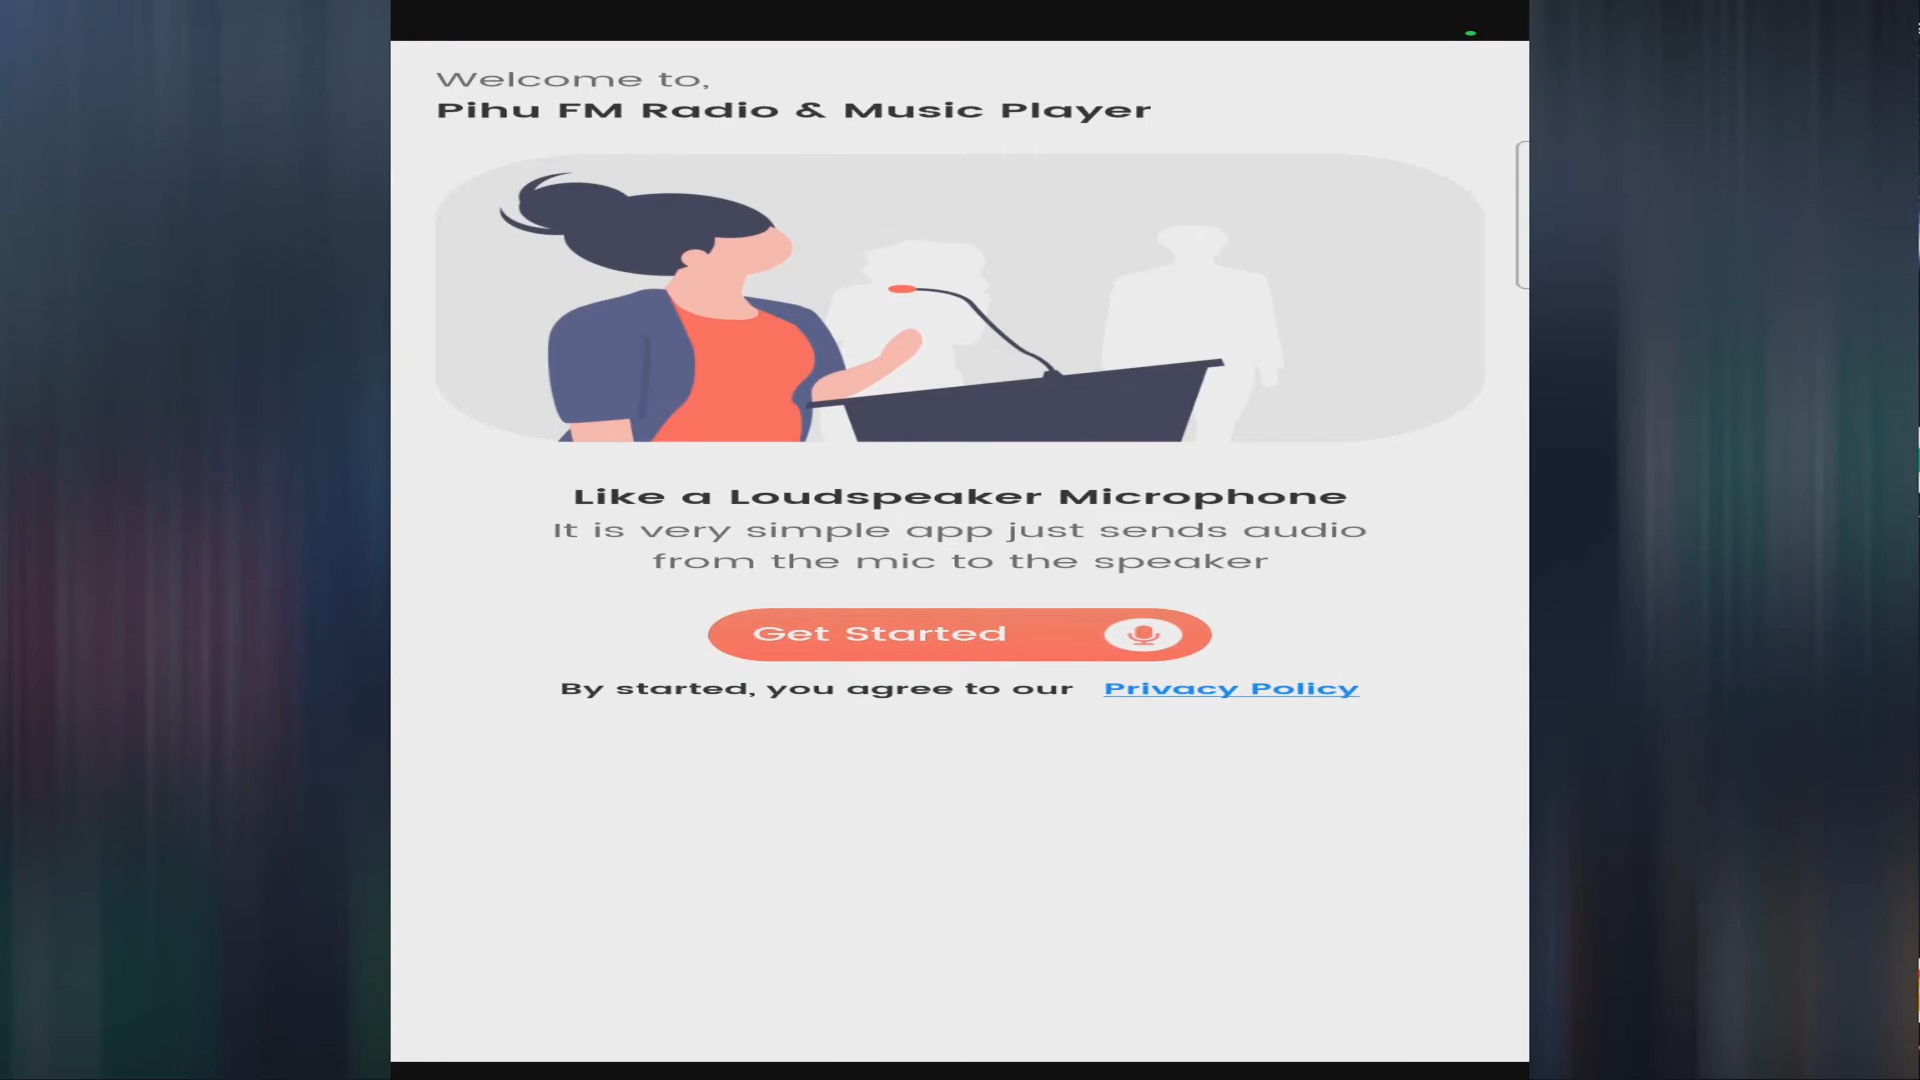 Welcome to,
Pihu FM Radio & Music Player
Like a Loudspeaker Microphone
It is very simple app just sends audio
from the mic to the speaker
Get Started
By started, you agree to our Privacy Policy